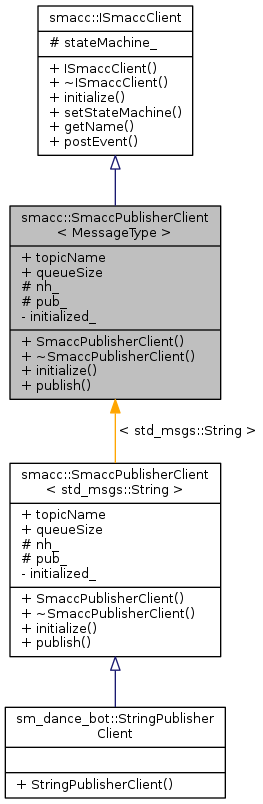 smacc::ISmaccClient
# stateMachine_
+ ISmaccClient()
+ ~ISmaccClient()
+ initialize()
+ setStateMachine()
+ getName()
+ postEvent()
smacc::SmaccPublisherClient
< MessageType >
+ topicName
+ queueSize
# nh_
# pub_
- initialized_
+ SmaccPublisherClient()
+ ~SmaccPublisherClient()
+ initialize()
+ publish()
< std_msgs::String >
smacc::SmaccPublisherClient
< std_msgs::String >
+ topicName
+ queueSize
# nh_
# pub_
- initialized_
+ SmaccPublisherClient()
+ ~SmaccPublisherClient()
+ initialize()
+ publish()
sm_dance_bot::StringPublisher
Client
+ StringPublisherClient()